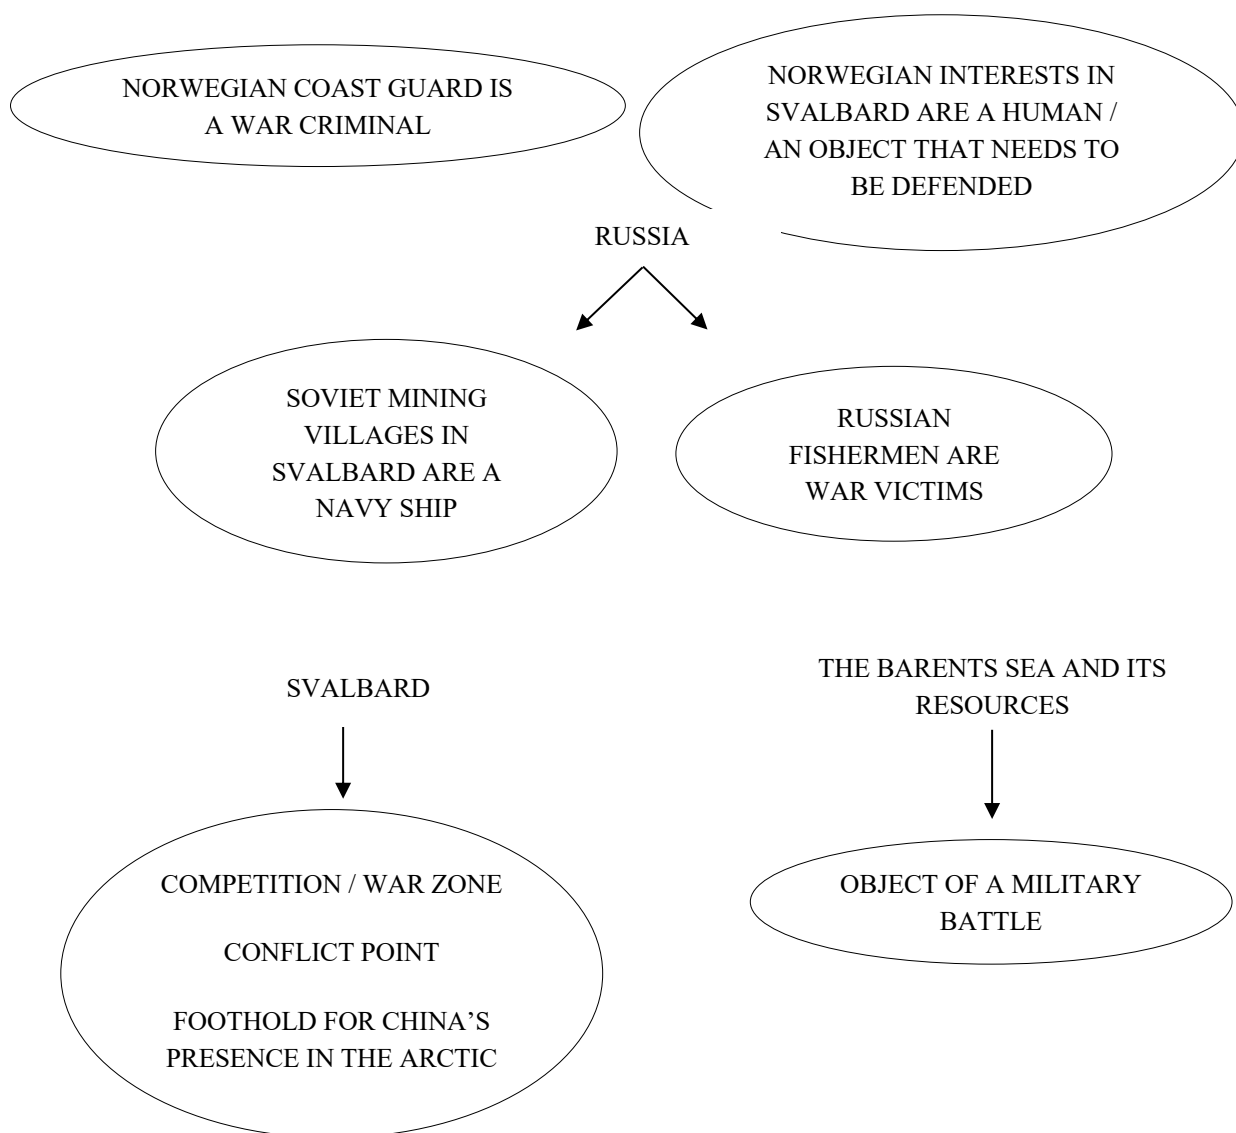 NORWEGIAN COAST GUARD IS
A WAR CRIMINAL
NORWEGIAN INTERESTS IN
SVALBARD ARE A HUMAN /
AN OBJECT THAT NEEDS TO
BE DEFENDED
RUSSIA
SOVIET MINING
VILLAGES IN
SVALBARD ARE A
NAVY SHIP
RUSSIAN
FISHERMEN ARE
WAR VICTIMS
SVALBARD
THE BARENTS SEA AND ITS
RESOURCES
COMPETITION / WAR ZONE
CONFLICT POINT
FOOTHOLD FOR CHINA’S
PRESENCE IN THE ARCTIC
OBJECT OF A MILITARY
BATTLE